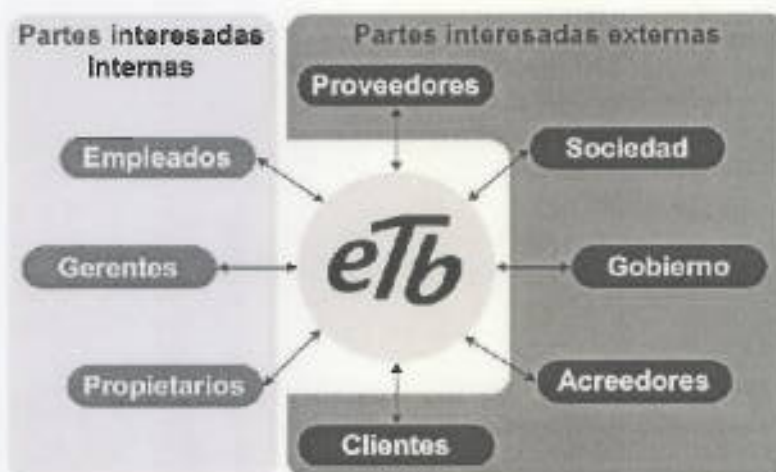 Partes interesadas
internas
Partes interesadas externas
Proveedores
Empleados
Sociedad
eTb
Gerentes
Gobierno
Propietarios
Acreedores
Clientes